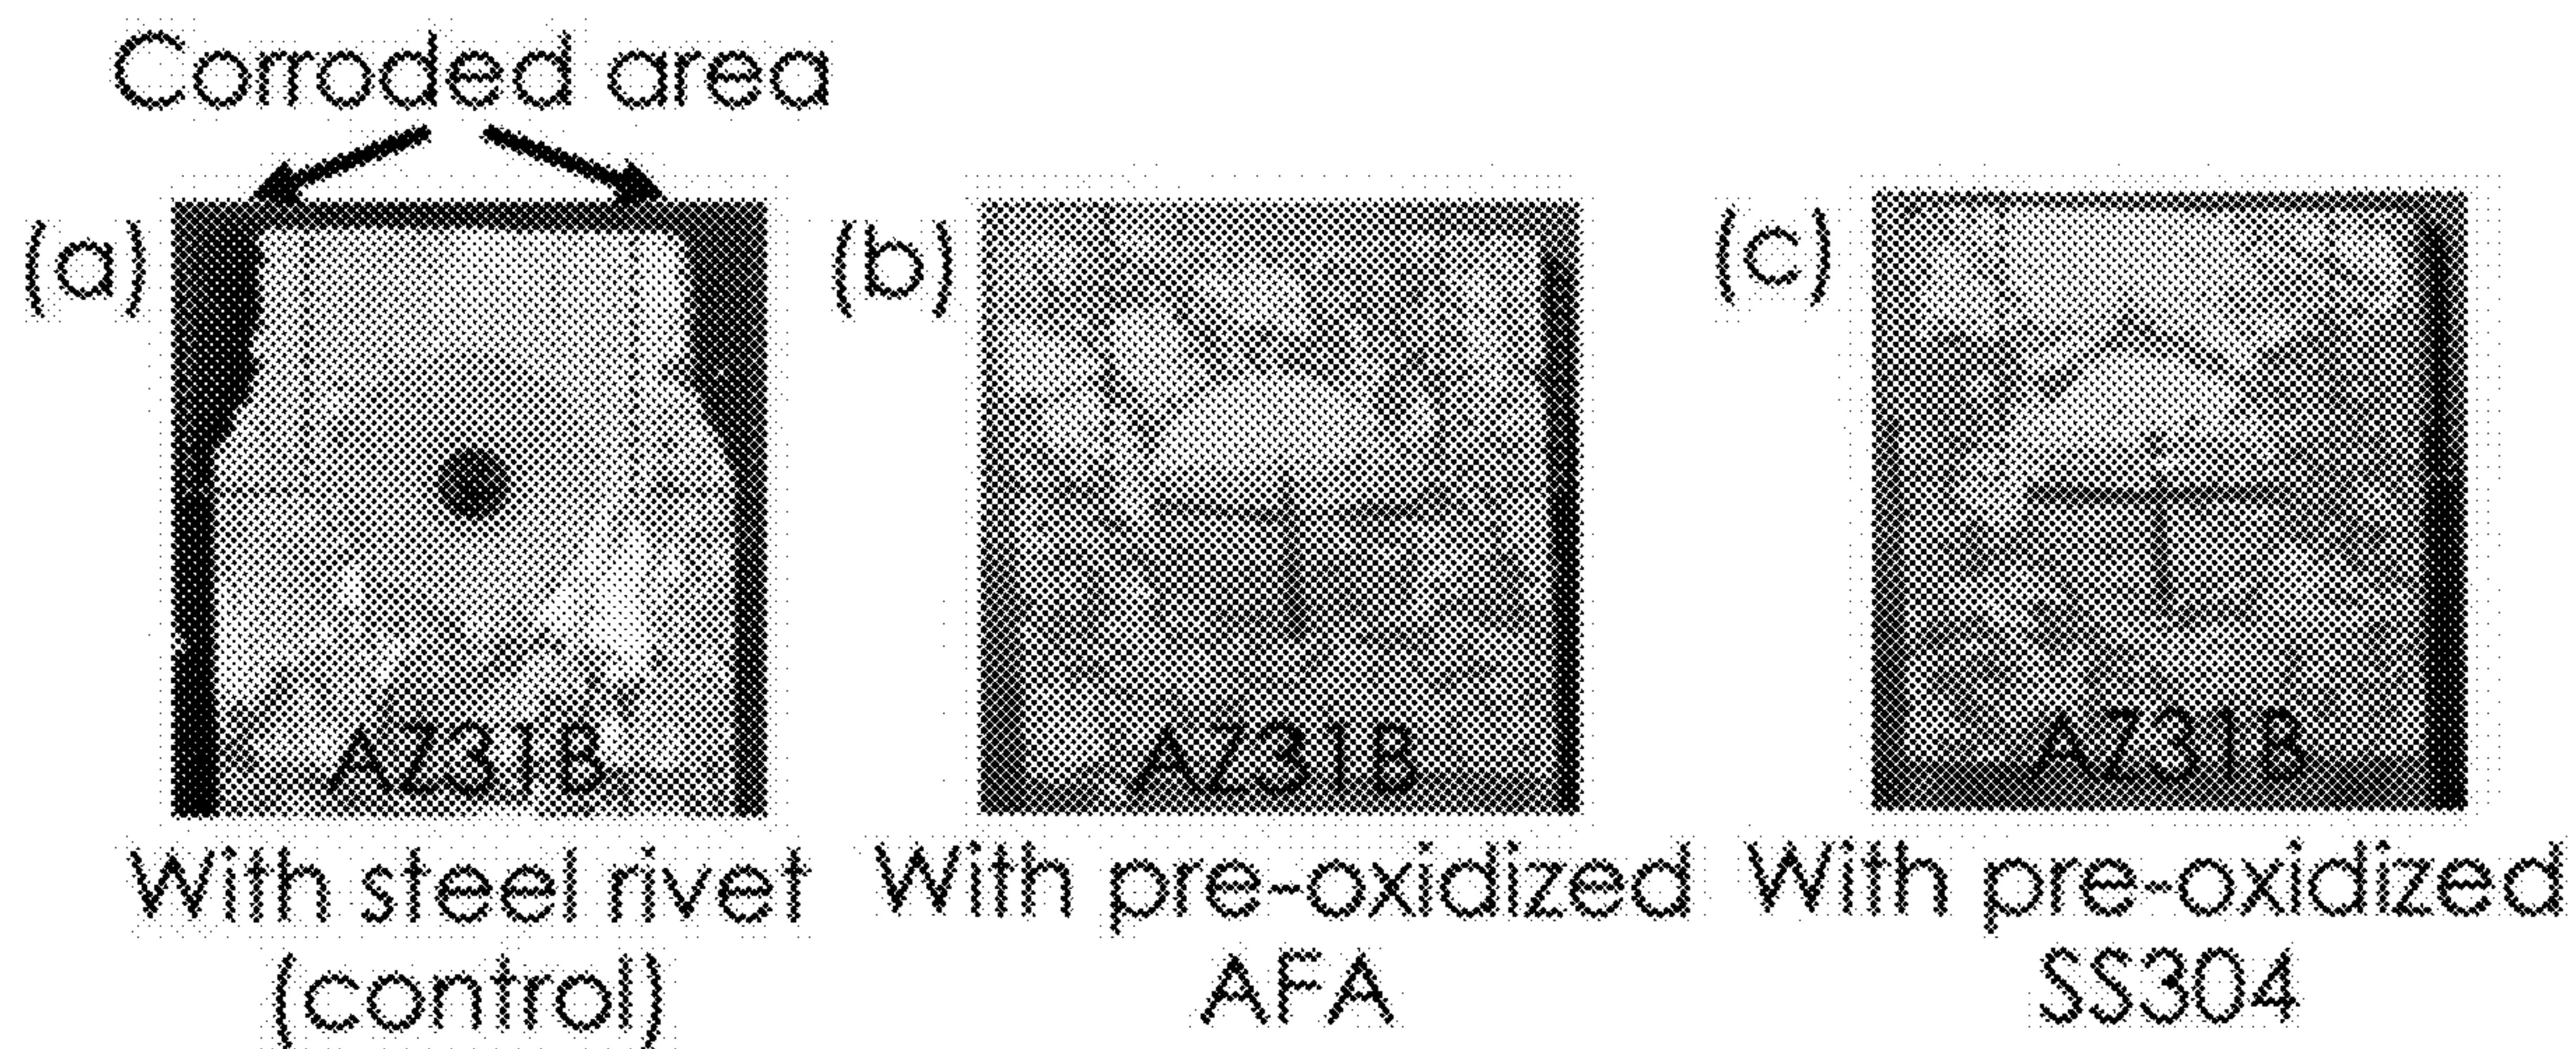 Corroded area
(a)
(b)
(c)
AZ31B
AZ31B
AZ31B
With steel rivet
(control)
With pre-oxidized
AFA
With pre-oxidized
SS304